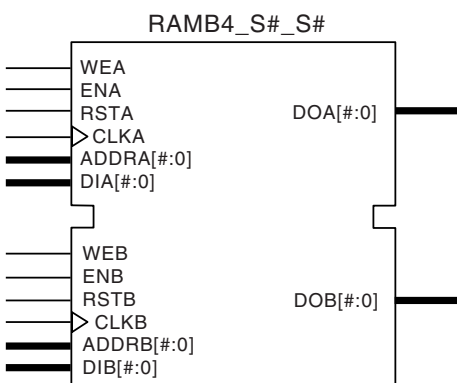 RAMB4_S#_S#
WEA
ENA
RSTA
CLKA
ADDRA[#:0]
DIA[#:0]
DOA[#:0]
WEB
ENB
RSTB
CLKB
ADDRB[#:0]
DIB[#:0]
DOB[#:0]